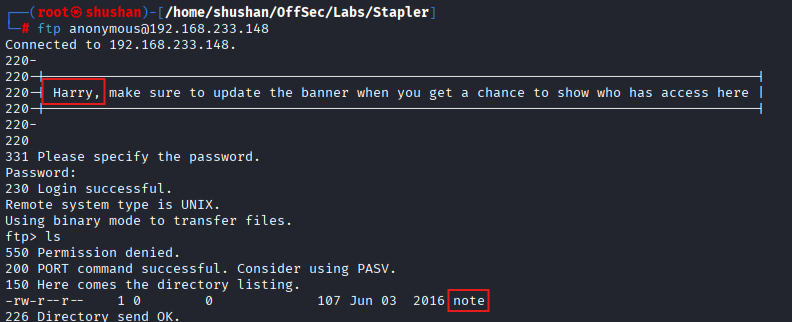 ┌──(root㉿shushan)-[/home/shushan/OffSec/Labs/Stapler]
└─# ftp anonymous@192.168.233.148
Connected to 192.168.233.148.
220-
220-|-----------------------------------------------------------------------------------------|
220-| Harry, make sure to update the banner when you get a chance to show who has access here |
220-|-----------------------------------------------------------------------------------------|
220-
220
331 Please specify the password.
Password:
230 Login successful.
Remote system type is UNIX.
Using binary mode to transfer files.
ftp> ls
550 Permission denied.
200 PORT command successful. Consider using PASV.
150 Here comes the directory listing.
-rw-r--r--    1 0        0             107 Jun 03  2016 note
226 Directory send OK.